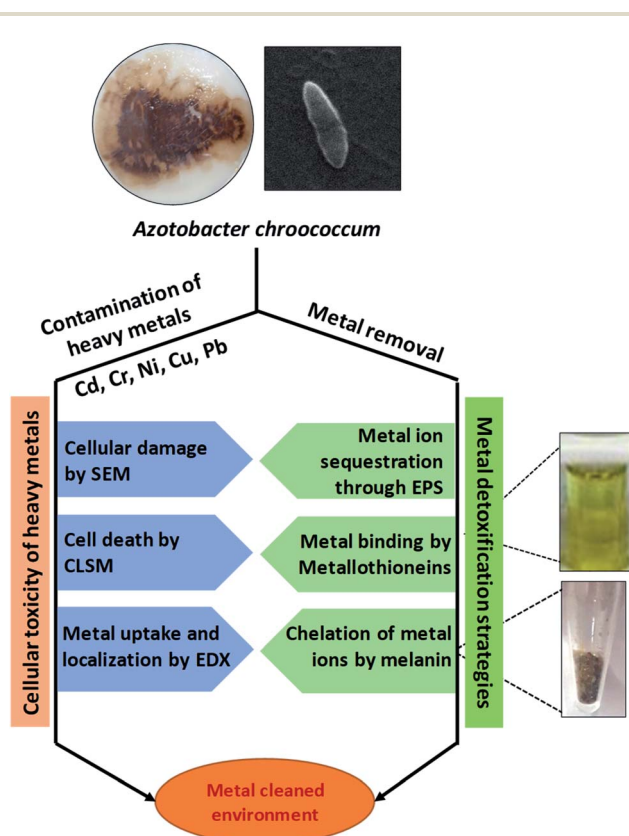 Azotobacter chroococcum
Contamination of
heavy metals
Cd, Cr, Ni, Cu, Pb
Metal removal
Cellular toxicity of heavy metals
Cellular damage
by SEM
Cell death by
CLSM
Metal uptake and
localization by EDX
Metal ion
sequestration
through EPS
Metal binding by
Metallothioneins
Chelation of metal
ions by melanin
Metal detoxification strategies
Metal cleaned
environment